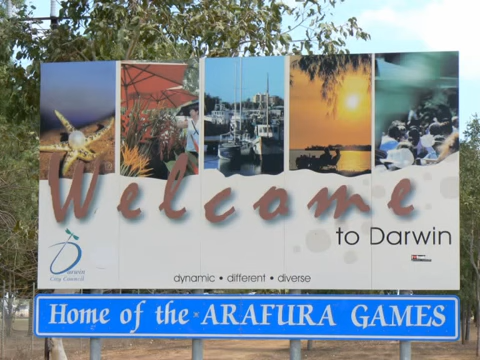 Welcome
to Darwin
Darwin
City Council
dynamic • different • diverse
Home of the ARAFURA GAMES